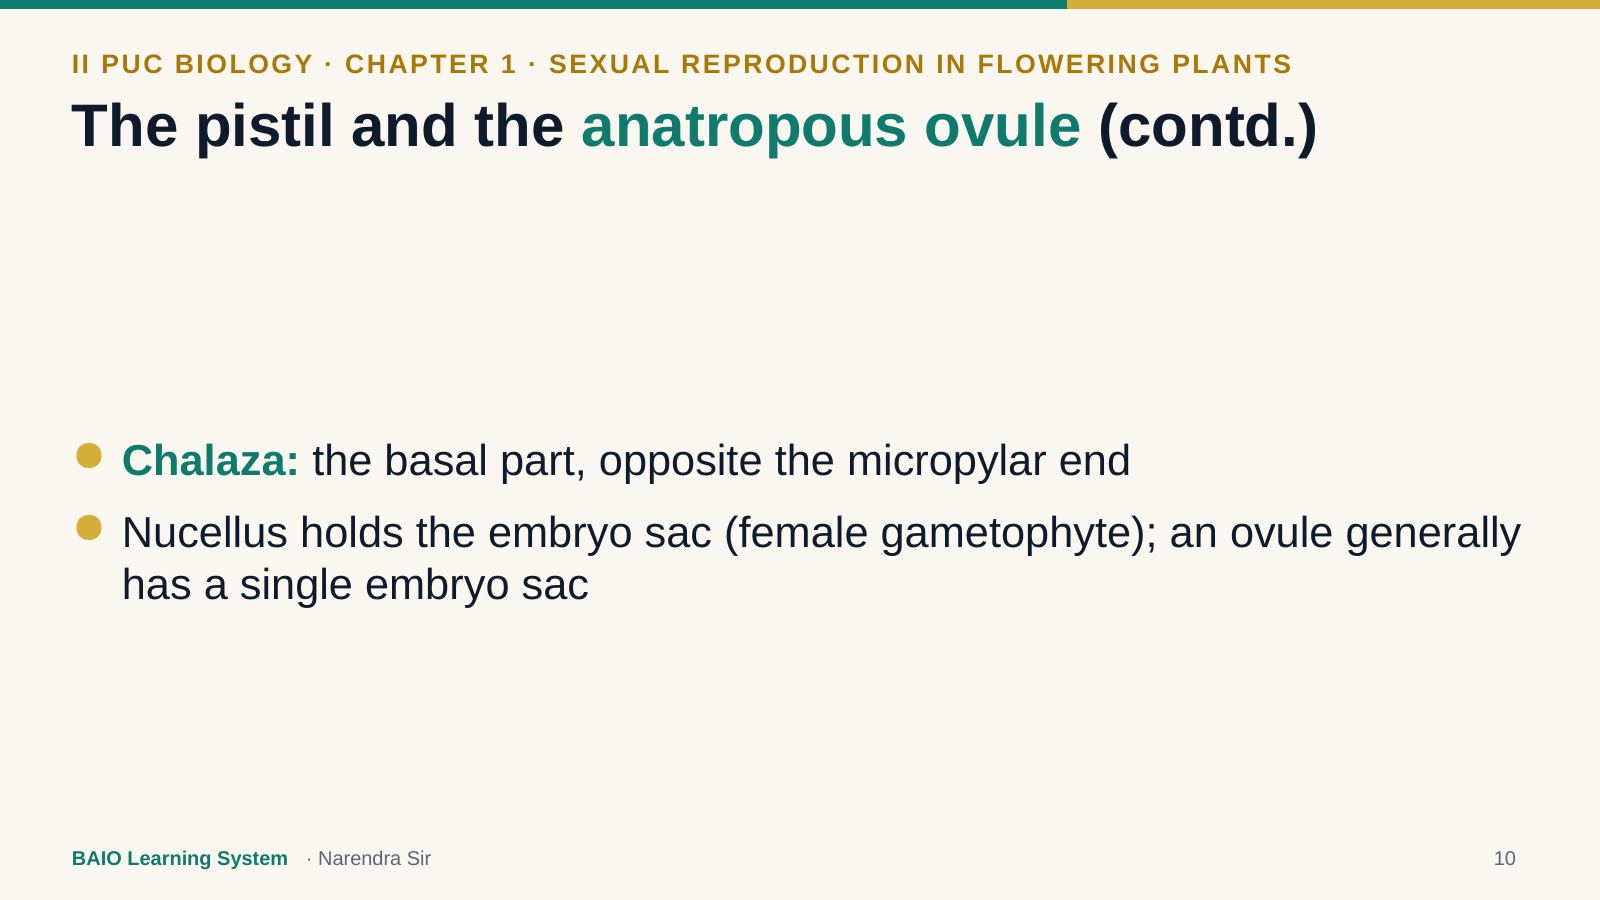 II PUC BIOLOGY · CHAPTER 1 · SEXUAL REPRODUCTION IN FLOWERING PLANTS
The pistil and the anatropous ovule (contd.)
● Chalaza: the basal part, opposite the micropylar end
● Nucellus holds the embryo sac (female gametophyte); an ovule generally
has a single embryo sac
BAIO Learning System · Narendra Sir
10